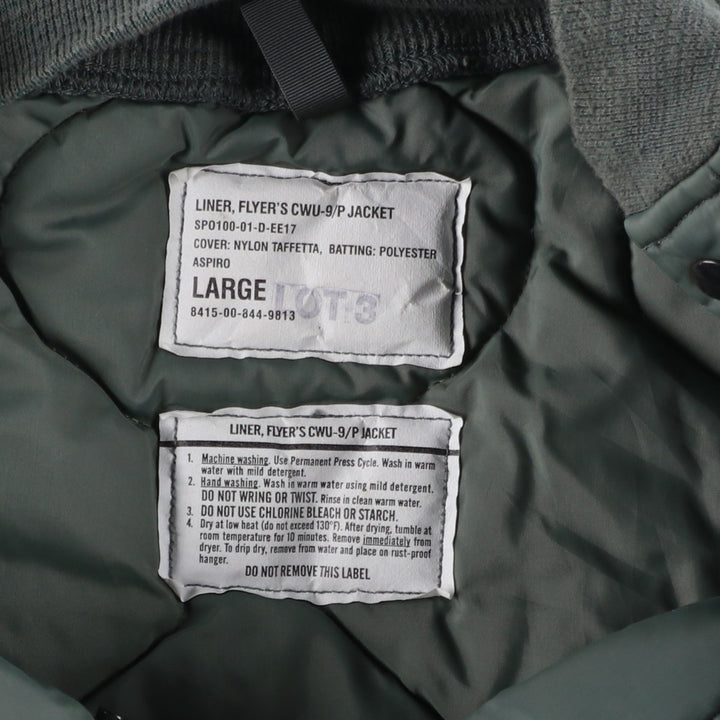 LINER, FLYER'S CWU-9/P JACKET
SPO100-01-D-EE17
COVER: NYLON TAFFETTA, BATTING: POLYESTER
ASPIRO
LARGE LOT:3
8415-00-844-9813
LINER, FLYER'S CWU-9/P JACKET
1. Machine washing. Use Permanent Press Cycle. Wash in warm
water with mild detergent.
2. Hand washing. Wash in warm water using mild detergent.
DO NOT WRING OR TWIST. Rinse in clean warm water.
3. DO NOT USE CHLORINE BLEACH OR STARCH.
4. Dry at low heat (do not exceed 130°F). After drying, tumble at
room temperature for 10 minutes. Remove immediately from
dryer. To drip dry, remove from water and place on rust-proof
hanger.
DO NOT REMOVE THIS LABEL